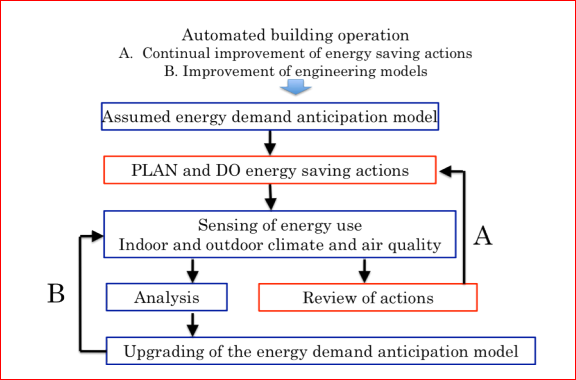 Automated building operation
A. Continual improvement of energy saving actions
B. Improvement of engineering models
Assumed energy demand anticipation model
PLAN and DO energy saving actions
Sensing of energy use
Indoor and outdoor climate and air quality
A
B
Analysis
Review of actions
Upgrading of the energy demand anticipation model